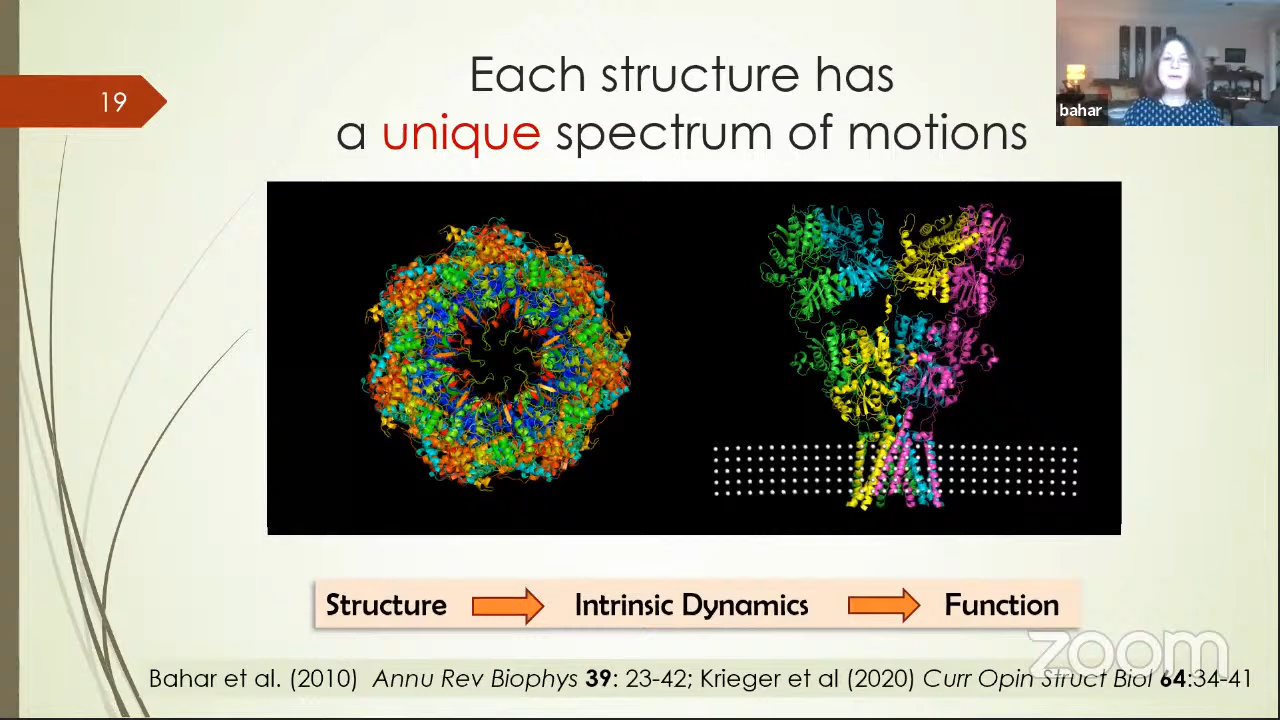 19
Each structure has
a unique spectrum of motions
bahar
Structure Intrinsic Dynamics Function
zoom
Bahar et al. (2010) Annu Rev Biophys 39: 23-42; Krieger et al (2020) Curr Opin Struct Biol 64:34-41